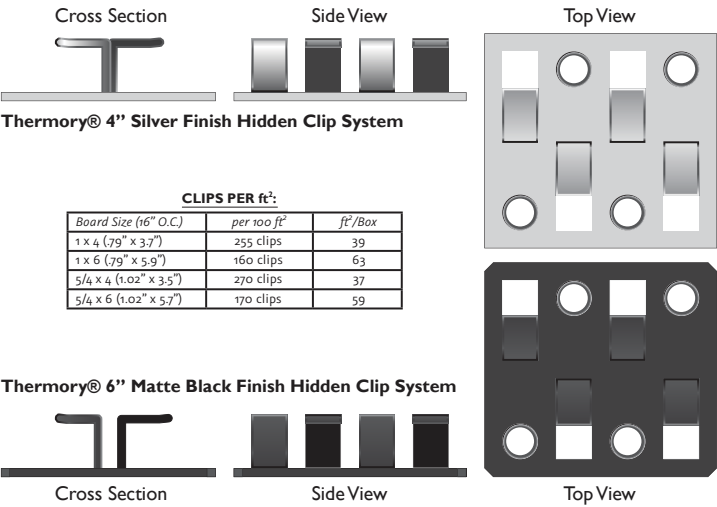 Cross Section
Side View
Top View
Thermory® 4” Silver Finish Hidden Clip System
CLIPS PER ft²:
Board Size (16” O.C.) per 100 ft² ft²/Box
1 x 4 (.79” x 3.7”) 255 clips 39
1 x 6 (.79” x 5.9”) 160 clips 63
5/4 x 4 (1.02” x 3.5”) 270 clips 37
5/4 x 6 (1.02” x 5.7”) 170 clips 59
Thermory® 6” Matte Black Finish Hidden Clip System
Cross Section
Side View
Top View